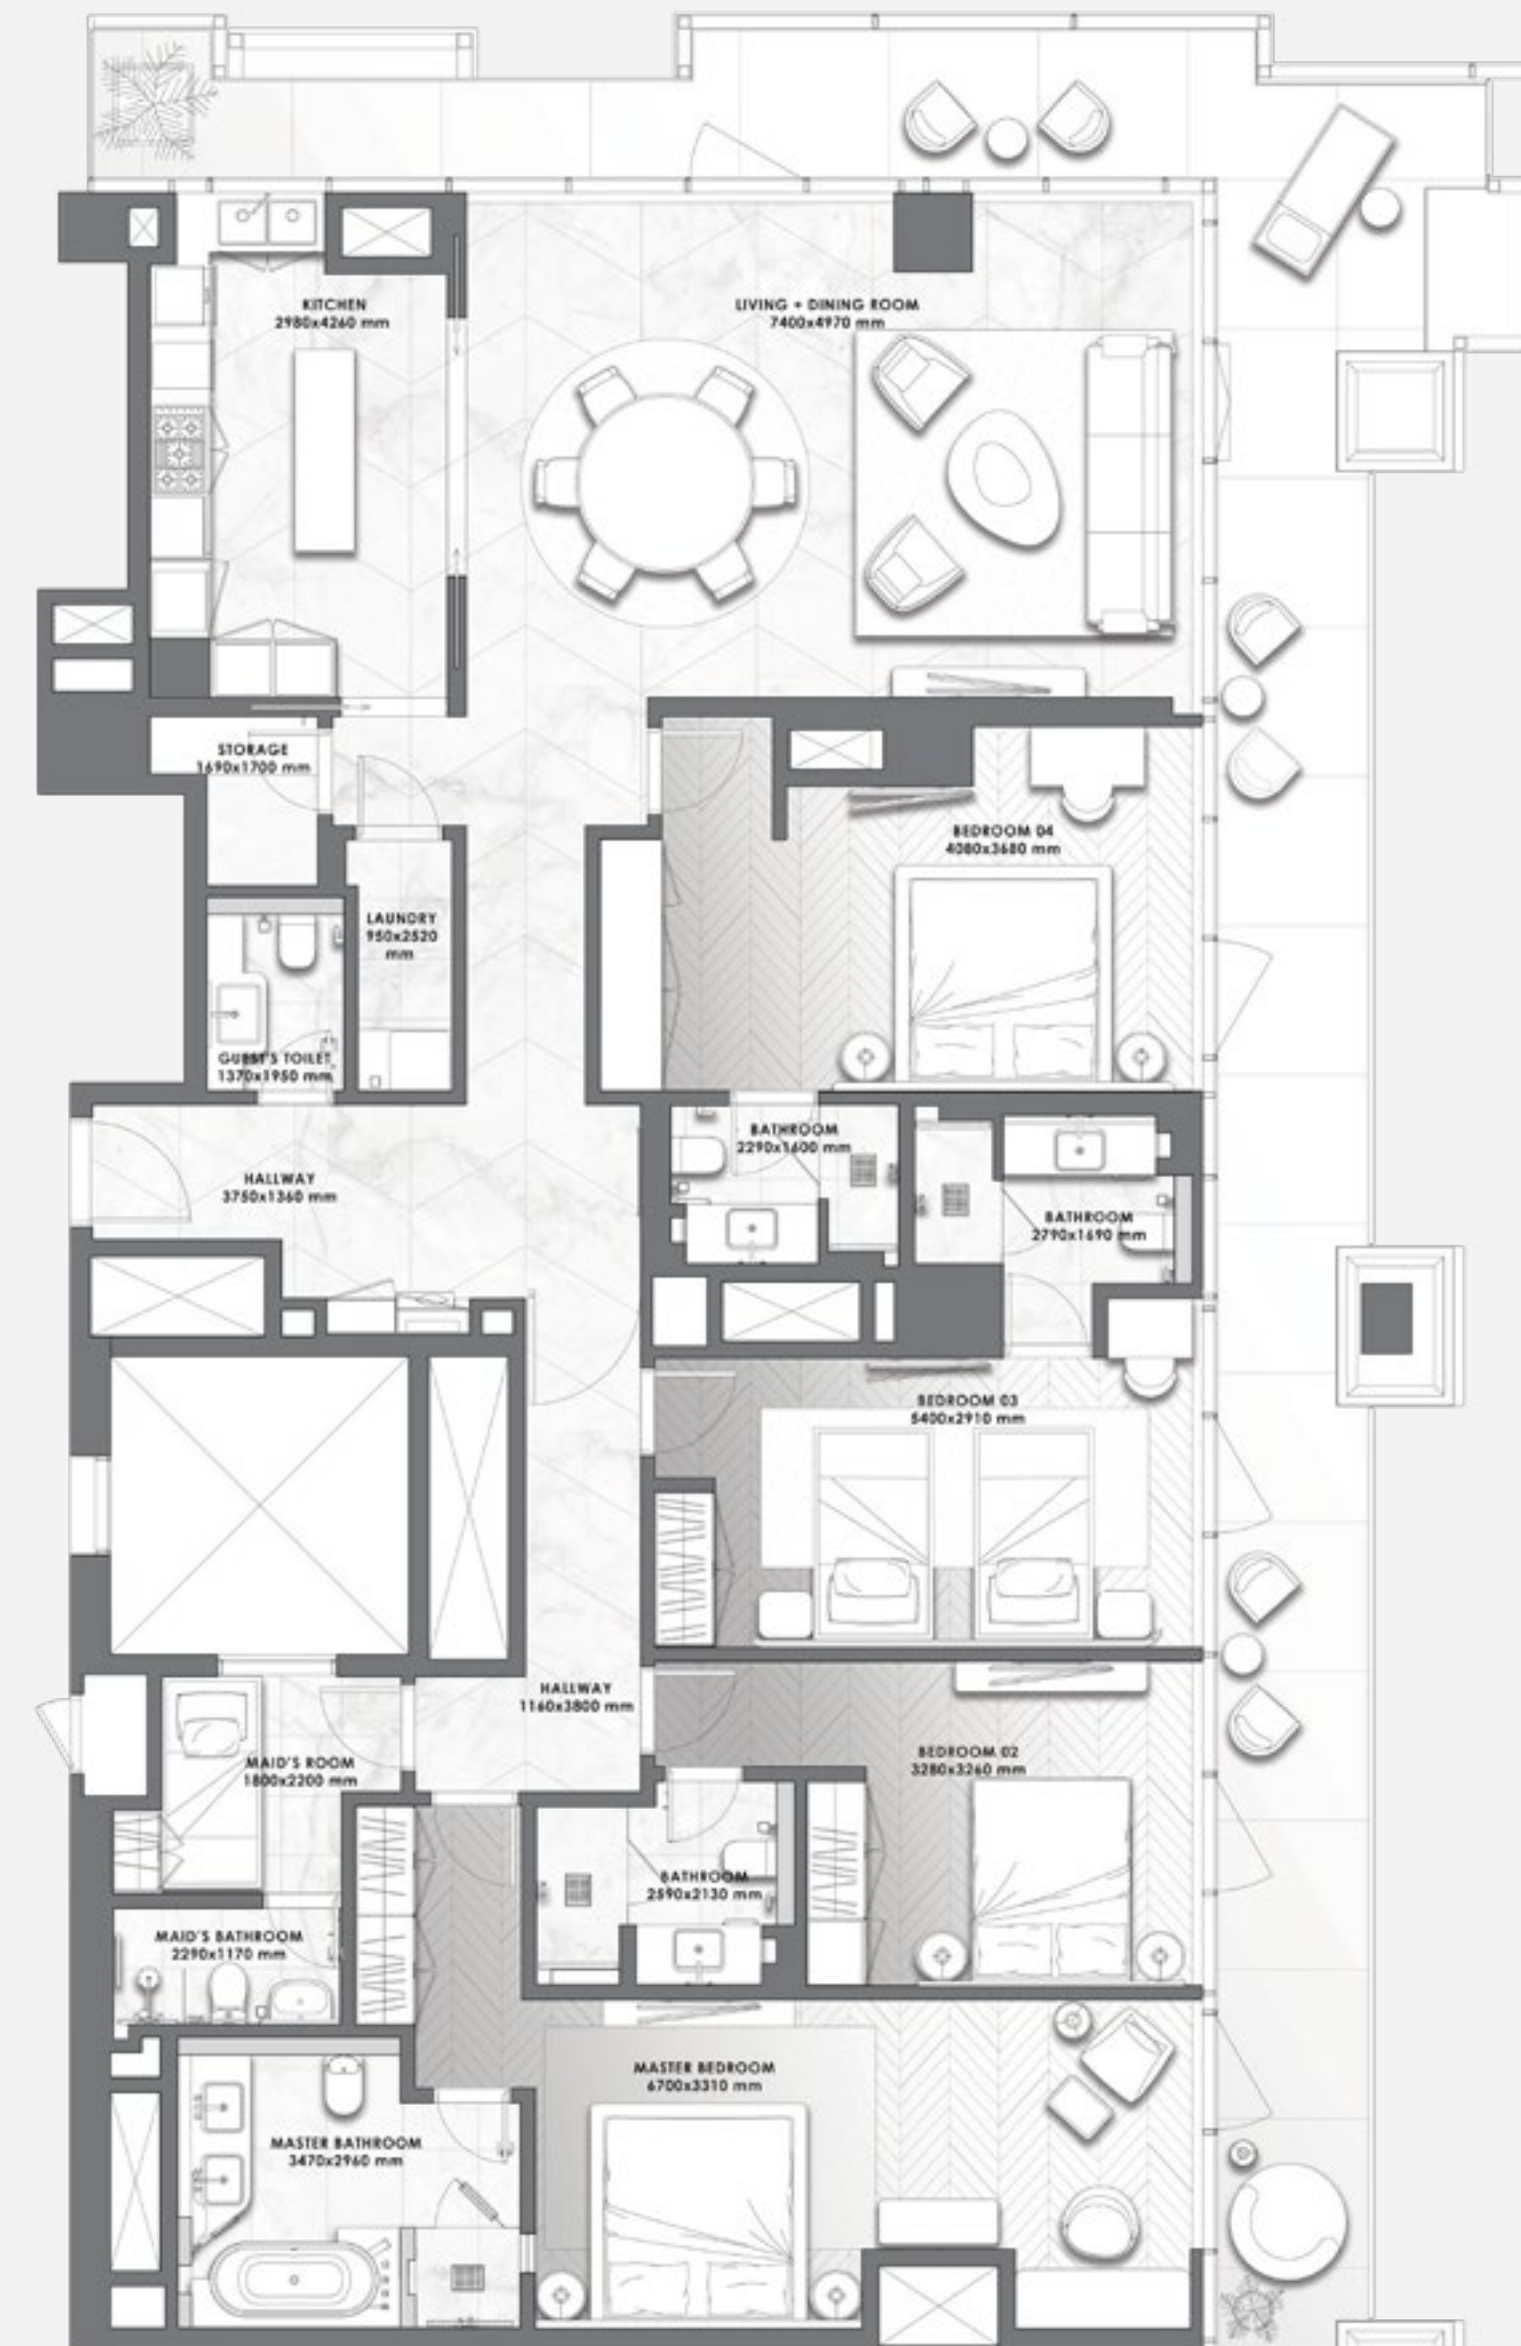 KITCHEN
2980x4260 mm
LIVING + DINING ROOM
7400x4970 mm
STORAGE
1690x1700 mm
BEDROOM 04
4080x3680 mm
LAUNDRY
950x2520
mm
GUEST'S TOILET
1370x1950 mm
BATHROOM
2290x1600 mm
HALLWAY
3750x1360 mm
BATHROOM
2790x1690 mm
BEDROOM 03
5400x2910 mm
HALLWAY
1160x3800 mm
MAID'S ROOM
1800x2200 mm
BEDROOM 02
3280x3260 mm
BATHROOM
2590x2130 mm
MAID'S BATHROOM
2290x1170 mm
MASTER BEDROOM
6700x3310 mm
MASTER BATHROOM
3470x2960 mm